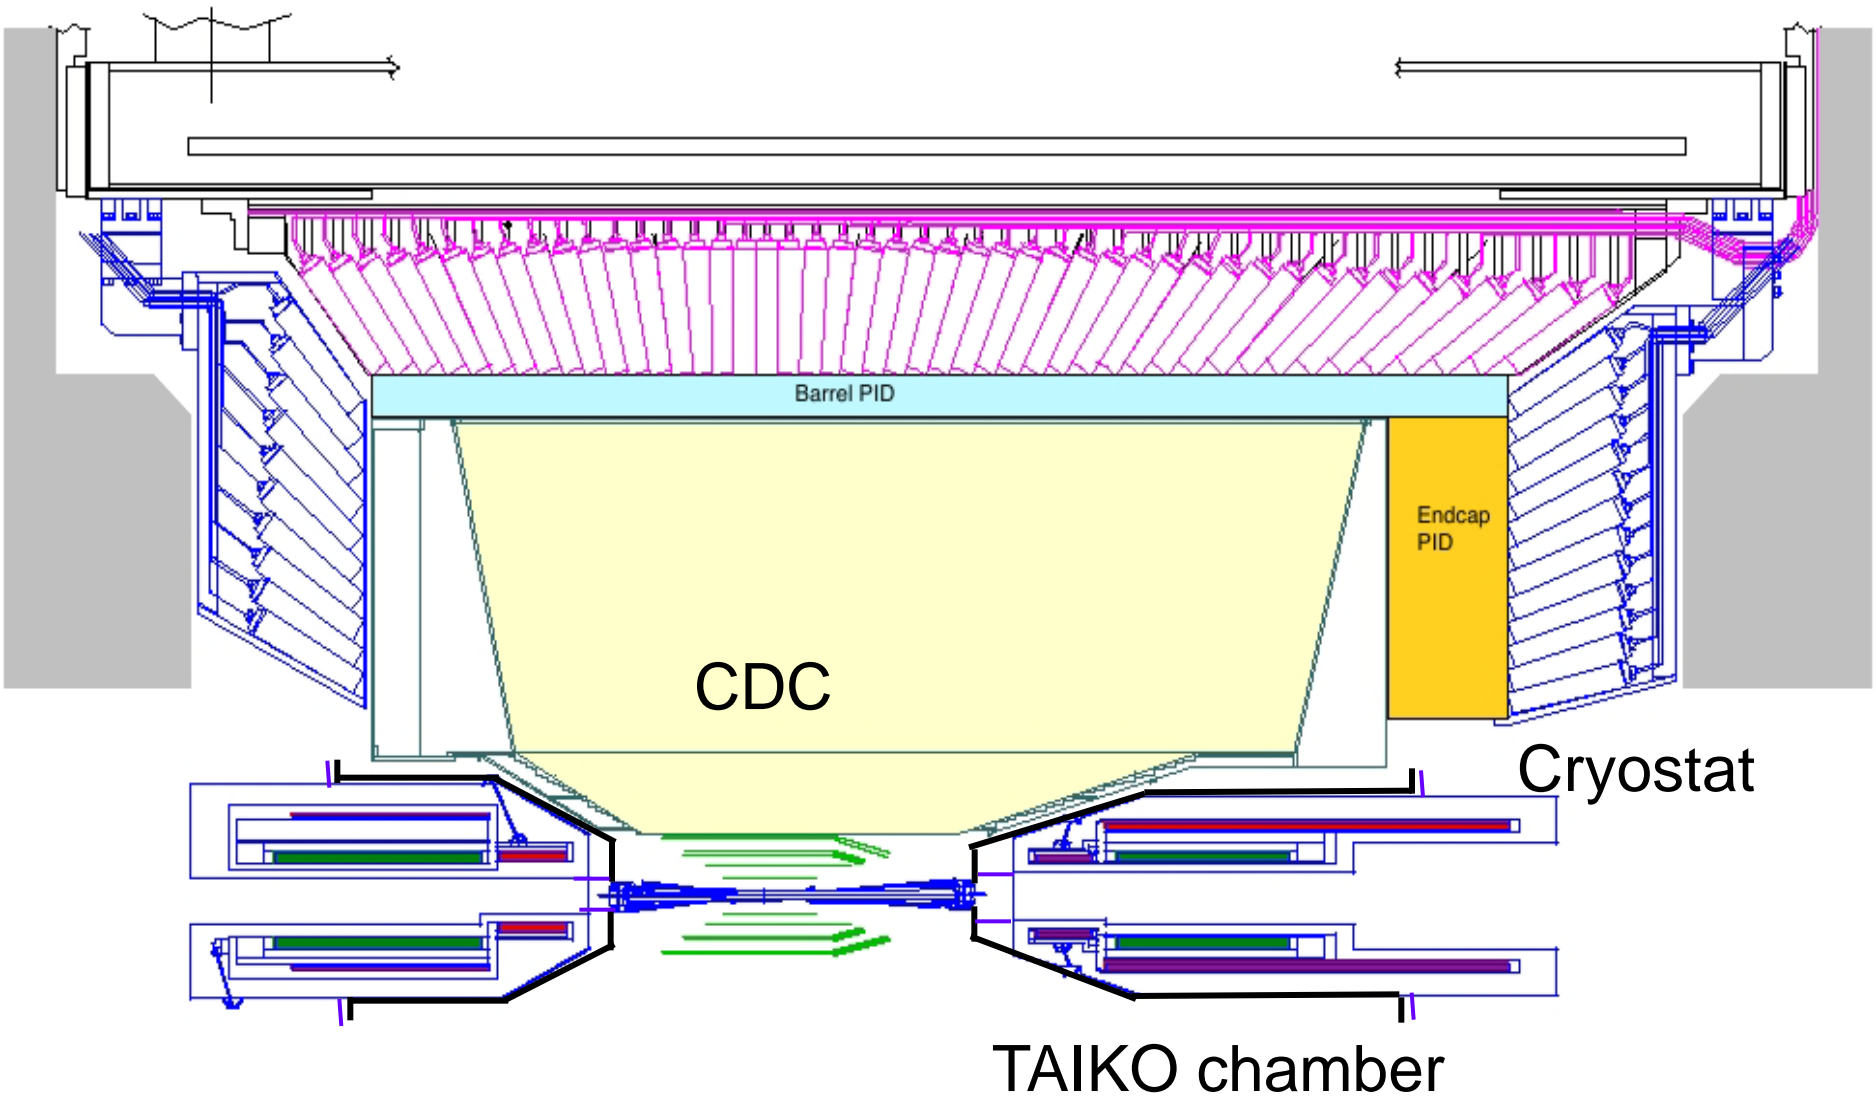 Barrel PID
Endcap
PID
CDC
Cryostat
TAIKO chamber